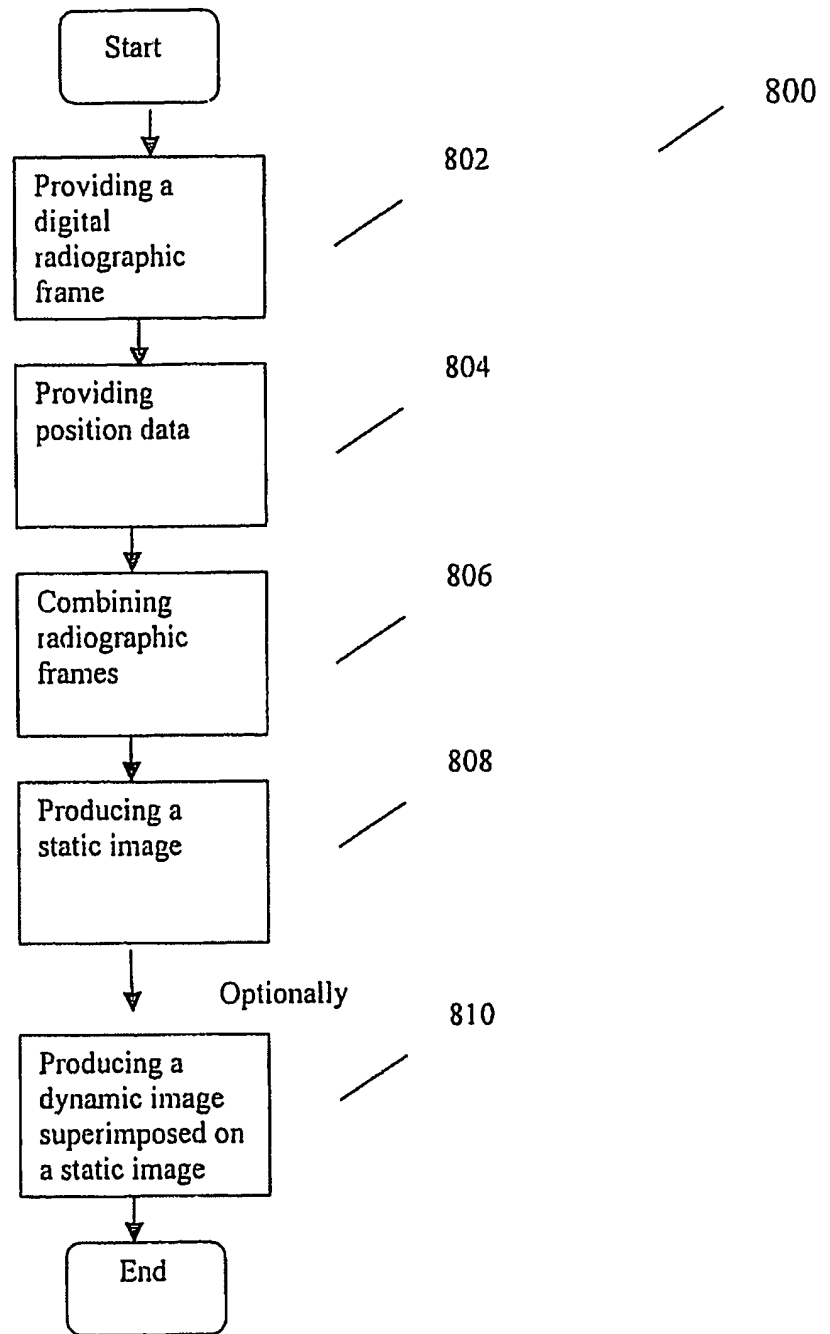 Start
800
802
Providing a
digital
radiographic
frame
804
Providing
position data
806
Combining
radiographic
frames
808
Producing a
static image
Optionally
810
Producing a
dynamic image
superimposed on
a static image
End